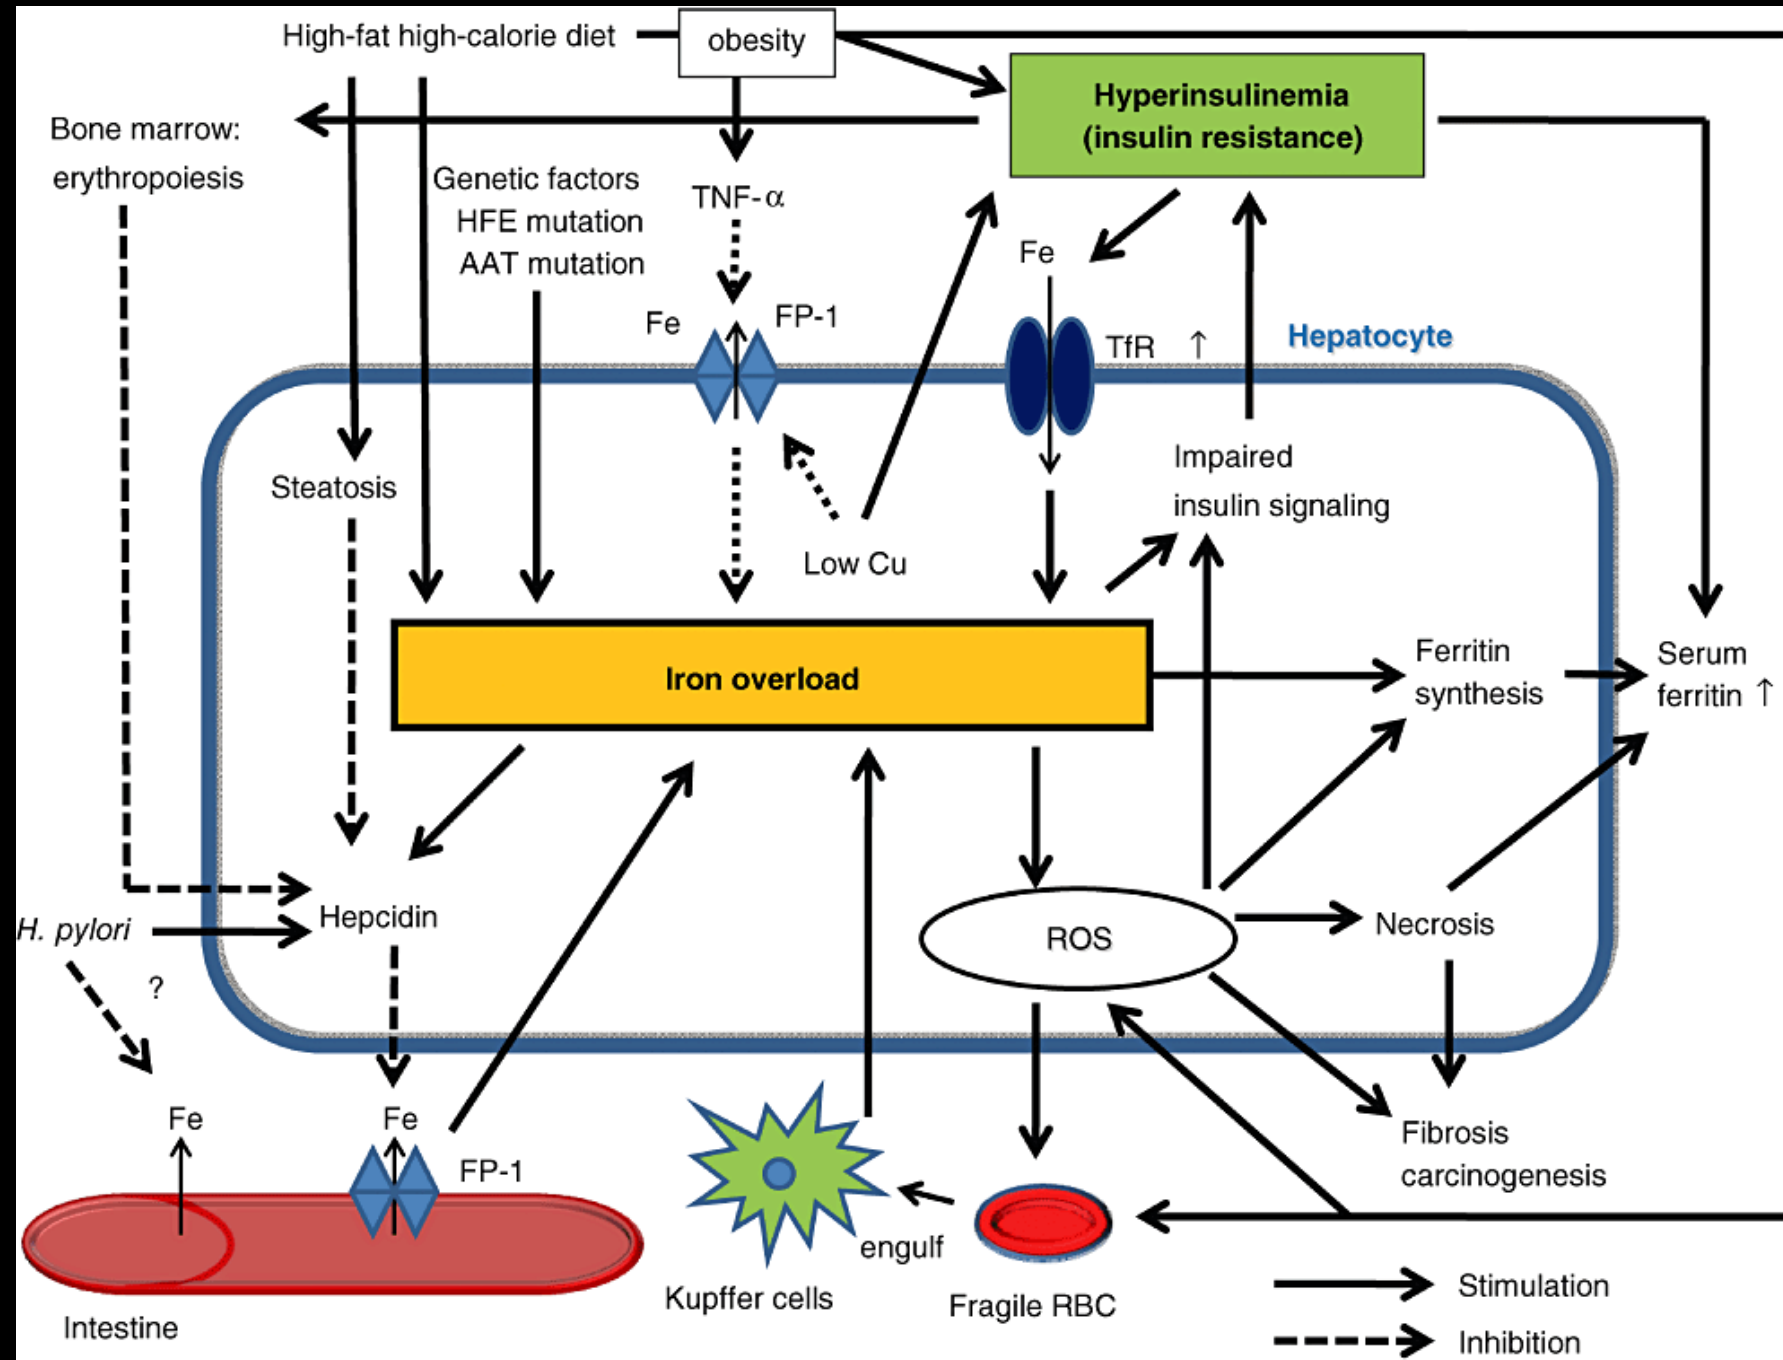 High-fat high-calorie diet
obesity
Hyperinsulinemia
(insulin resistance)
Bone marrow:
erythropoiesis
Genetic factors
HFE mutation
AAT mutation
TNF-α
Fe
Fe
FP-1
TfR ↑
Hepatocyte
Steatosis
Impaired
insulin signaling
Low Cu
Iron overload
Ferritin
synthesis
Serum
ferritin ↑
Hepcidin
H. pylori
?
ROS
Necrosis
Fe
Fe
FP-1
Fibrosis
carcinogenesis
engulf
Kupffer cells
Fragile RBC
Intestine
Stimulation
Inhibition